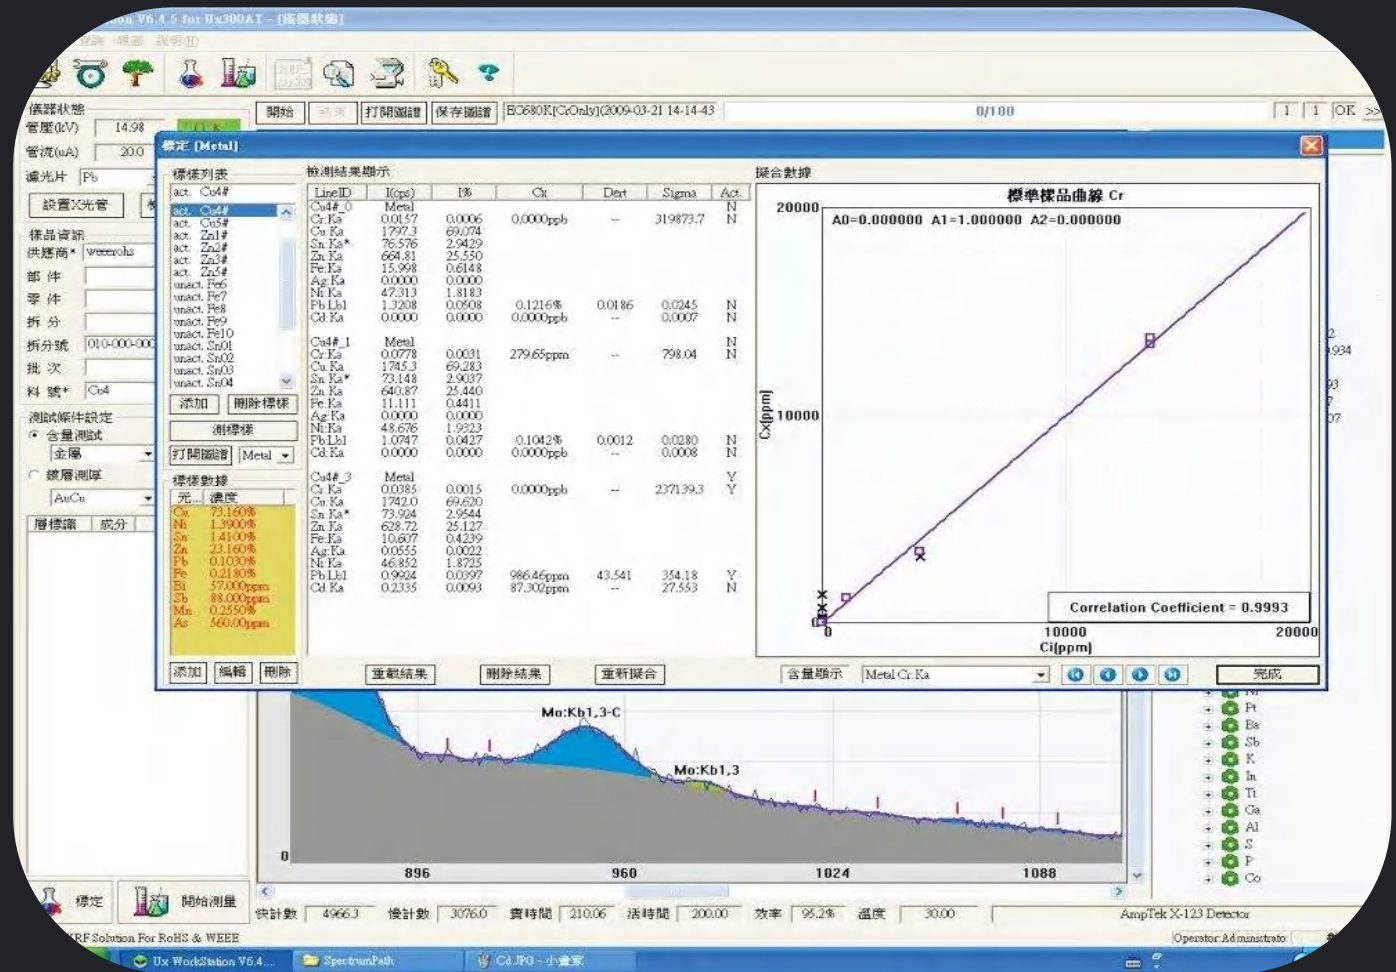 on V6.4.5 for Ux300AT - [儀器狀態]
說明(H)
儀器狀態
管壓(kV) 14.98 O K
管流(uA) 20.0
濾光片 Pb
設置X光管
開始 打開圖譜 保存圖譜 EC680K[CrOnly](2009-03-21 14-14-43 0/100 1 1 OK >>
樣品資訊
供應商* weeerohs
部 件
零 件
拆 分
拆分號 010-000-000
批 次
料 號* Cu4
測試條件設定
含量測試
金屬
鍍層測厚
AuCu
層標識 成分
標定 [Metal]
標樣列表
act. Cu4#
act. Cu4#
act. Cu5#
act. Zn1#
act. Zn2#
act. Zn3#
act. Zn5#
unact. Fe6
unact. Fe7
unact. Fe8
unact. Fe9
unact. Fe10
unact. Sn01
unact. Sn02
unact. Sn03
unact. Sn04
添加 刪除標樣
測標樣
打開圖譜 Metal
標樣數據
元... 濃度
Cu 73.160%
Ni 1.3900%
Sn 1.4100%
Zn 23.160%
Pb 0.1030%
Fe 0.2180%
Bi 57.000ppm
Sb 88.000ppm
Mn 0.2550%
As 560.00ppm
添加 編輯 刪除
檢測結果顯示
LineID I(cps) I% Cx Dert Sigma Act.
Cu4#_0 Metal N
Cr:Ka 0.0157 0.0006 0.0000ppb -- 319873.7 N
Cu:Ka 1797.3 69.074
Sn:Ka* 76.576 2.9429
Zn:Ka 664.81 25.550
Fe:Ka 15.998 0.6148
Ag:Ka 0.0000 0.0000
Ni:Ka 47.313 1.8183
Pb:Lb1 1.3208 0.0508 0.1216% 0.0186 0.0245 N
Cd:Ka 0.0000 0.0000 0.0000ppb -- 0.0007 N
Cu4#_1 Metal N
Cr:Ka 0.0778 0.0031 279.65ppm -- 798.04 N
Cu:Ka 1745.3 69.283
Sn:Ka* 73.148 2.9037
Zn:Ka 640.87 25.440
Fe:Ka 11.111 0.4411
Ag:Ka 0.0000 0.0000
Ni:Ka 48.676 1.9323
Pb:Lb1 1.0747 0.0427 0.1042% 0.0012 0.0280 N
Cd:Ka 0.0000 0.0000 0.0000ppb -- 0.0008 N
Cu4#_3 Metal Y
Cr:Ka 0.0385 0.0015 0.0000ppb -- 237139.3 Y
Cu:Ka 1742.0 69.620
Sn:Ka* 73.924 2.9544
Zn:Ka 628.72 25.127
Fe:Ka 10.607 0.4239
Ag:Ka 0.0555 0.0022
Ni:Ka 46.852 1.8725
Pb:Lb1 0.9924 0.0397 986.46ppm 43.541 354.18 Y
Cd:Ka 0.2335 0.0093 87.302ppm -- 27.553 N
重載結果 刪除結果 重新擬合
擬合數據
標準樣品曲線 Cr
A0=0.000000 A1=1.000000 A2=0.000000
20000
10000
Cx[ppm]
0
Correlation Coefficient = 0.9993
0 10000 20000
Ci[ppm]
含量顯示 Metal Cr:Ka 完成
2
.934
93
7
07
Mo:Kb1,3-C
Mo:Kb1,3
0
896 960 1024 1088
Ni
Pt
Ba
Sb
K
In
Ti
Ga
Al
S
P
Co
標定 開始測量
快計數 4966.3 慢計數 3076.0 實時間 210.06 活時間 200.00 效率 95.2% 溫度 30.00 AmpTek X-123 Detector
XRF Solution For RoHS & WEEE Operator:Administrato
Ux WorkStation V6.4.... SpectrumPath Cd.JPG - 小畫家